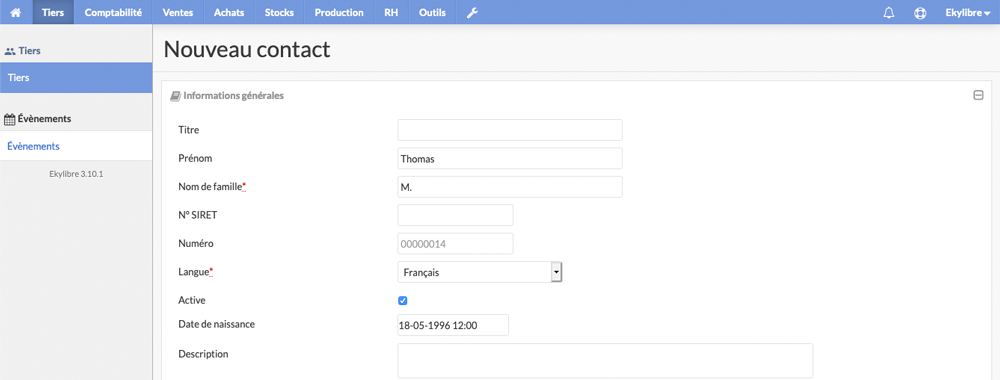 Tiers Comptabilité Ventes Achats Stocks Production RH Outils Ekylibre
Tiers
Tiers
Évènements
Évènements
Ekylibre 3.10.1
Nouveau contact
Informations générales
Titre
Prénom Thomas
Nom de famille* M.
N° SIRET
Numéro 00000014
Langue* Français
Active
Date de naissance 18-05-1996 12:00
Description